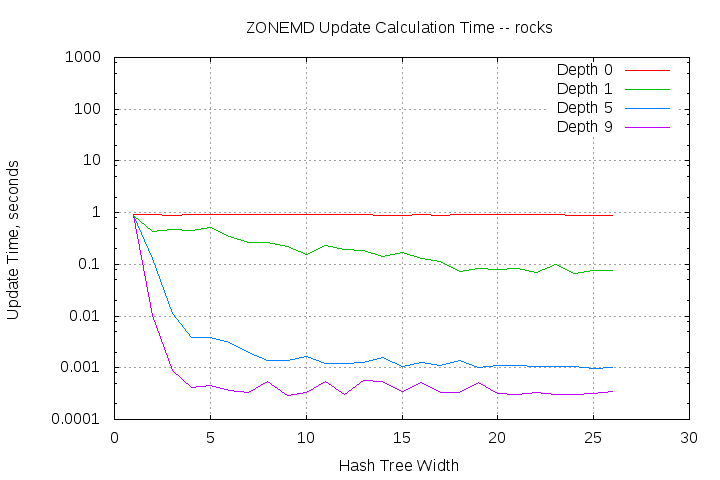 ZONEMD Update Calculation Time -- rocks
1000
100
10
1
0.1
0.01
0.001
0.0001
Update Time, seconds
Depth 0
Depth 1
Depth 5
Depth 9
0 5 10 15 20 25 30
Hash Tree Width